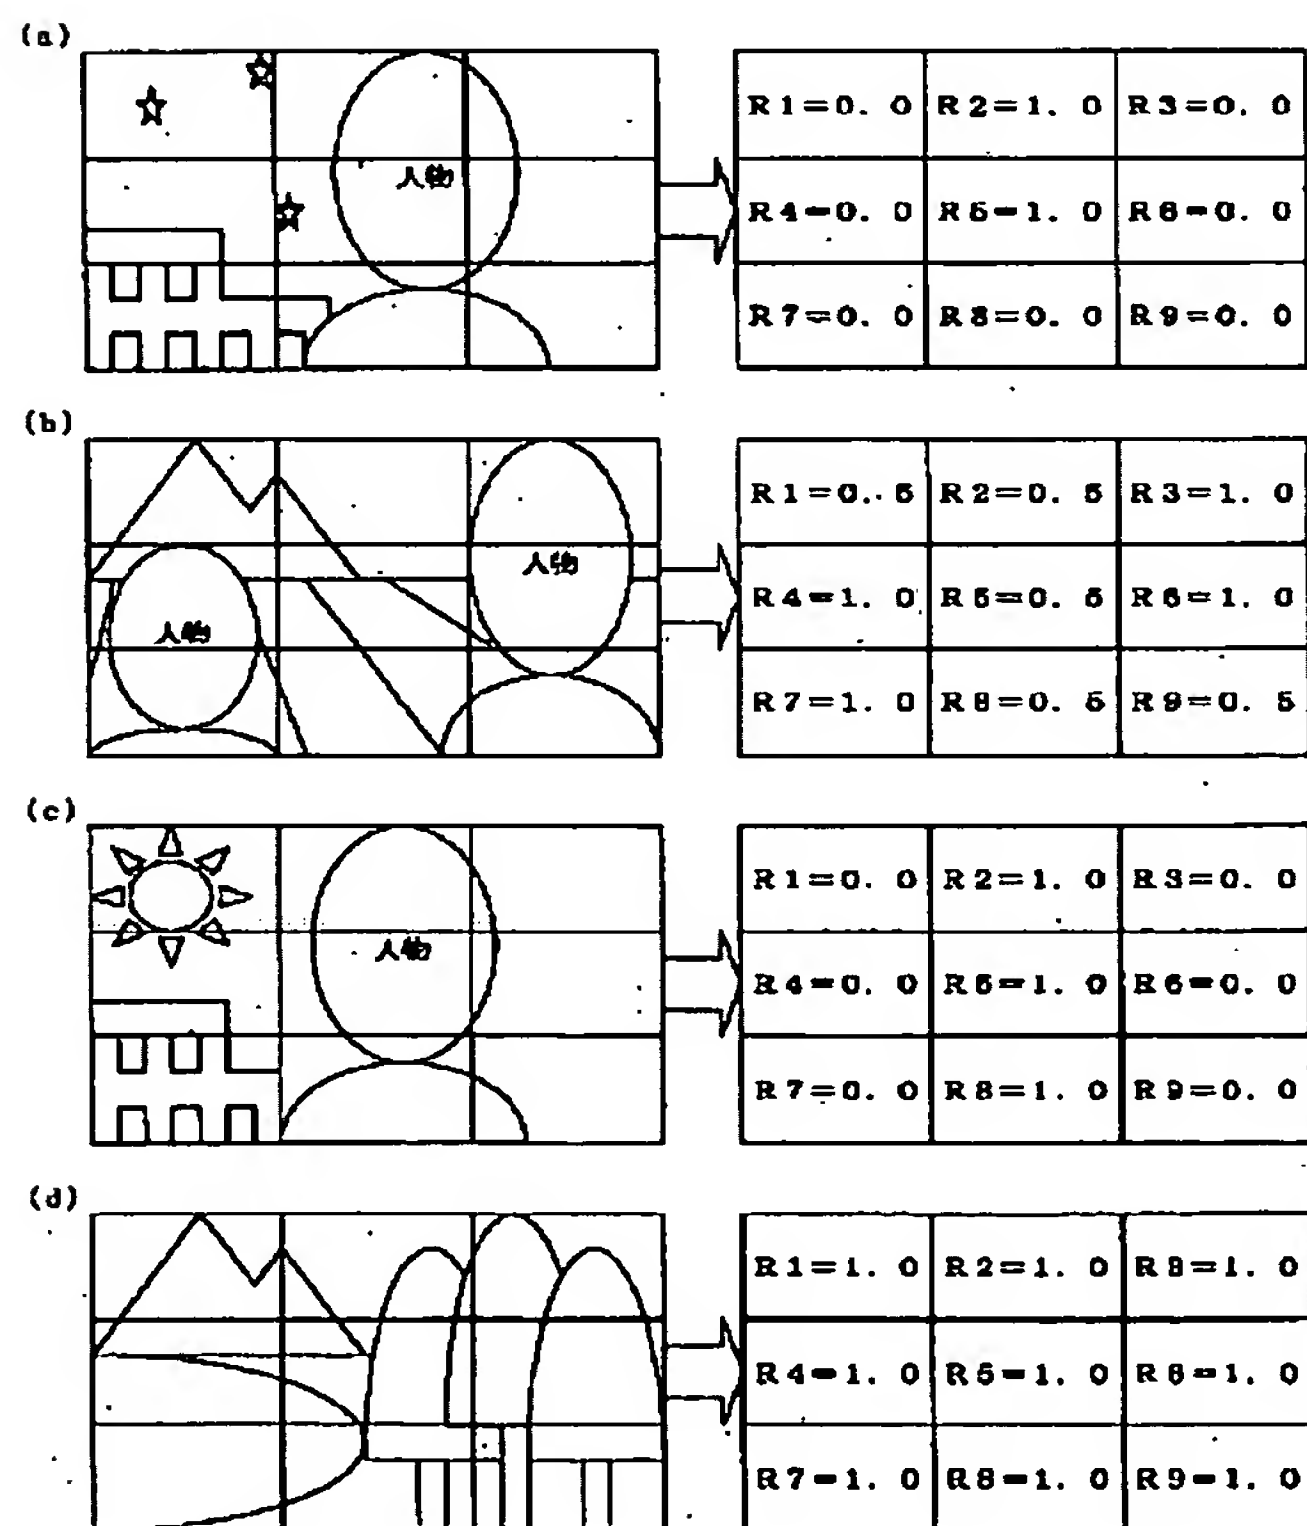 (a)
人物
R1=0. 0 R2=1. 0 R3=0. 0
R4=0. 0 R5=1. 0 R6=0. 0
R7=0. 0 R8=0. 0 R9=0. 0
(b)
人物
人物
R1=0. 5 R2=0. 5 R3=1. 0
R4=1. 0 R5=0. 5 R6=1. 0
R7=1. 0 R8=0. 5 R9=0. 5
(c)
人物
R1=0. 0 R2=1. 0 R3=0. 0
R4=0. 0 R5=1. 0 R6=0. 0
R7=0. 0 R8=1. 0 R9=0. 0
(d)
R1=1. 0 R2=1. 0 R3=1. 0
R4=1. 0 R5=1. 0 R6=1. 0
R7=1. 0 R8=1. 0 R9=1. 0